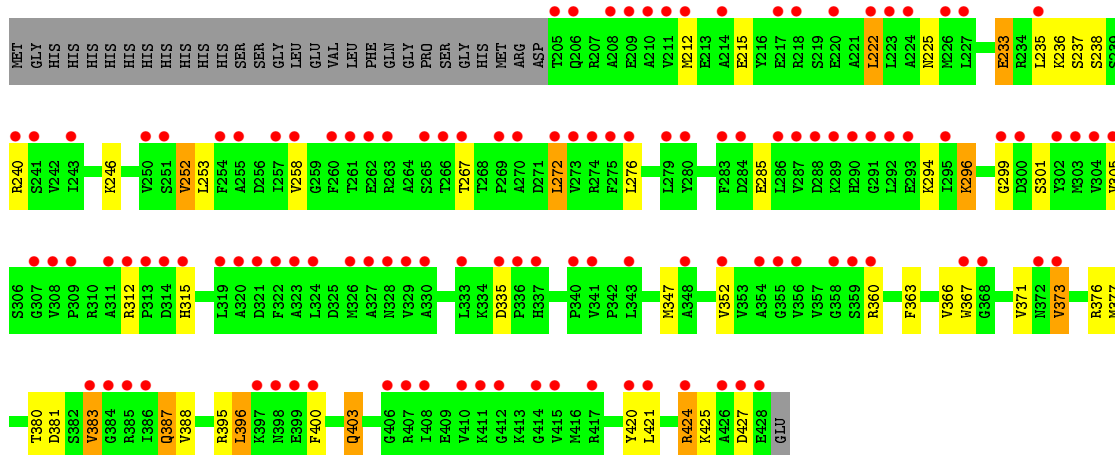 MET GLY HIS HIS HIS HIS HIS HIS HIS HIS HIS HIS SER SER GLY LEU GLU VAL LEU PHE GLN GLY PRO SER GLY HIS MET ARG ASP T205 Q206 R207 A208 E209 A210 V211 M212 E213 A214 E215 Y216 E217 R218 S219 E220 A221 L222 L223 A224 N225 M226 L227 E233 R234 L235 K236 S237 S238 S239
R240 S241 V242 I243 K246 V250 S251 V252 L253 F254 A255 D256 I257 V258 G259 F260 T261 E262 R263 A264 S265 T266 T267 T268 P269 A270 D271 L272 V273 R274 F275 L276 L279 Y280 F283 D284 E285 L286 V287 D288 K289 H290 G291 L292 E293 K294 I295 K296 G299 D300 S301 Y302 M303 V304 V305
S306 G307 V308 P309 R310 A311 R312 P313 D314 H315 L319 A320 D321 F322 A323 L324 D325 M326 A327 N328 V329 A330 L333 K334 D335 P336 H337 P340 V341 P342 L343 M347 A348 V352 V353 A354 G355 V356 V357 G358 S359 R360 F363 V366 W367 G368 V371 N372 V373 R376 M377
T380 D381 S382 V383 G384 R385 I386 Q387 V388 R395 L396 K397 N398 E399 F400 Q403 G406 R407 I408 E409 V410 K411 G412 K413 G414 V415 M416 R417 Y420 L421 R424 K425 A426 D427 E428 GLU